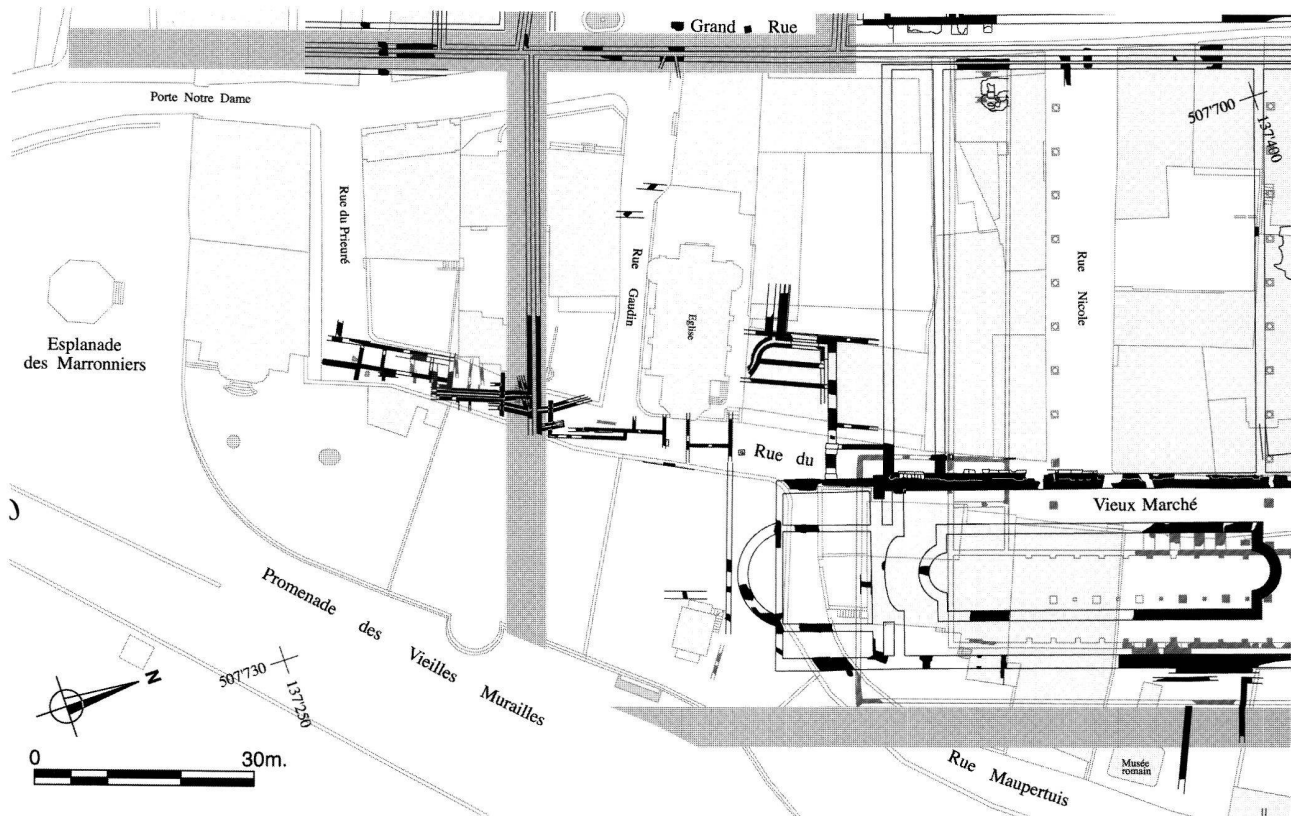 Grand Rue
Porte Notre Dame
507'700
137'400
Rue du Prieuré
Rue Gaudin
Eglise
Rue Nicole
Esplanade
des Marronniers
Rue du
Vieux Marché
Promenade des Vieilles Murailles
507'730
137'250
N
0 30m.
Rue Maupertuis
Musée
romain